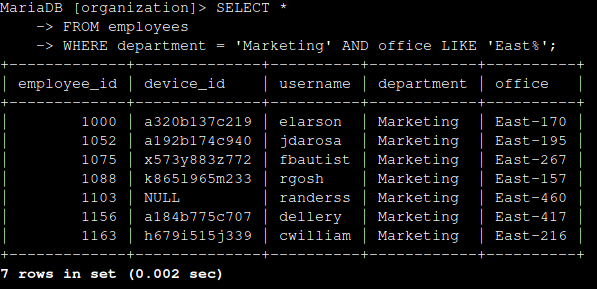 MariaDB [organization]> SELECT *
    -> FROM employees
    -> WHERE department = 'Marketing' AND office LIKE 'East%';
+-------------+--------------+----------+------------+----------+
| employee_id | device_id    | username | department | office   |
+-------------+--------------+----------+------------+----------+
|        1000 | a320b137c219 | elarson  | Marketing  | East-170 |
|        1052 | a192b174c940 | jdarosa  | Marketing  | East-195 |
|        1075 | x573y883z772 | fbautist | Marketing  | East-267 |
|        1088 | k865l965m233 | rgosh    | Marketing  | East-157 |
|        1103 | NULL         | randerss | Marketing  | East-460 |
|        1156 | a184b775c707 | dellery  | Marketing  | East-417 |
|        1163 | h679i515j339 | cwilliam | Marketing  | East-216 |
+-------------+--------------+----------+------------+----------+
7 rows in set (0.002 sec)